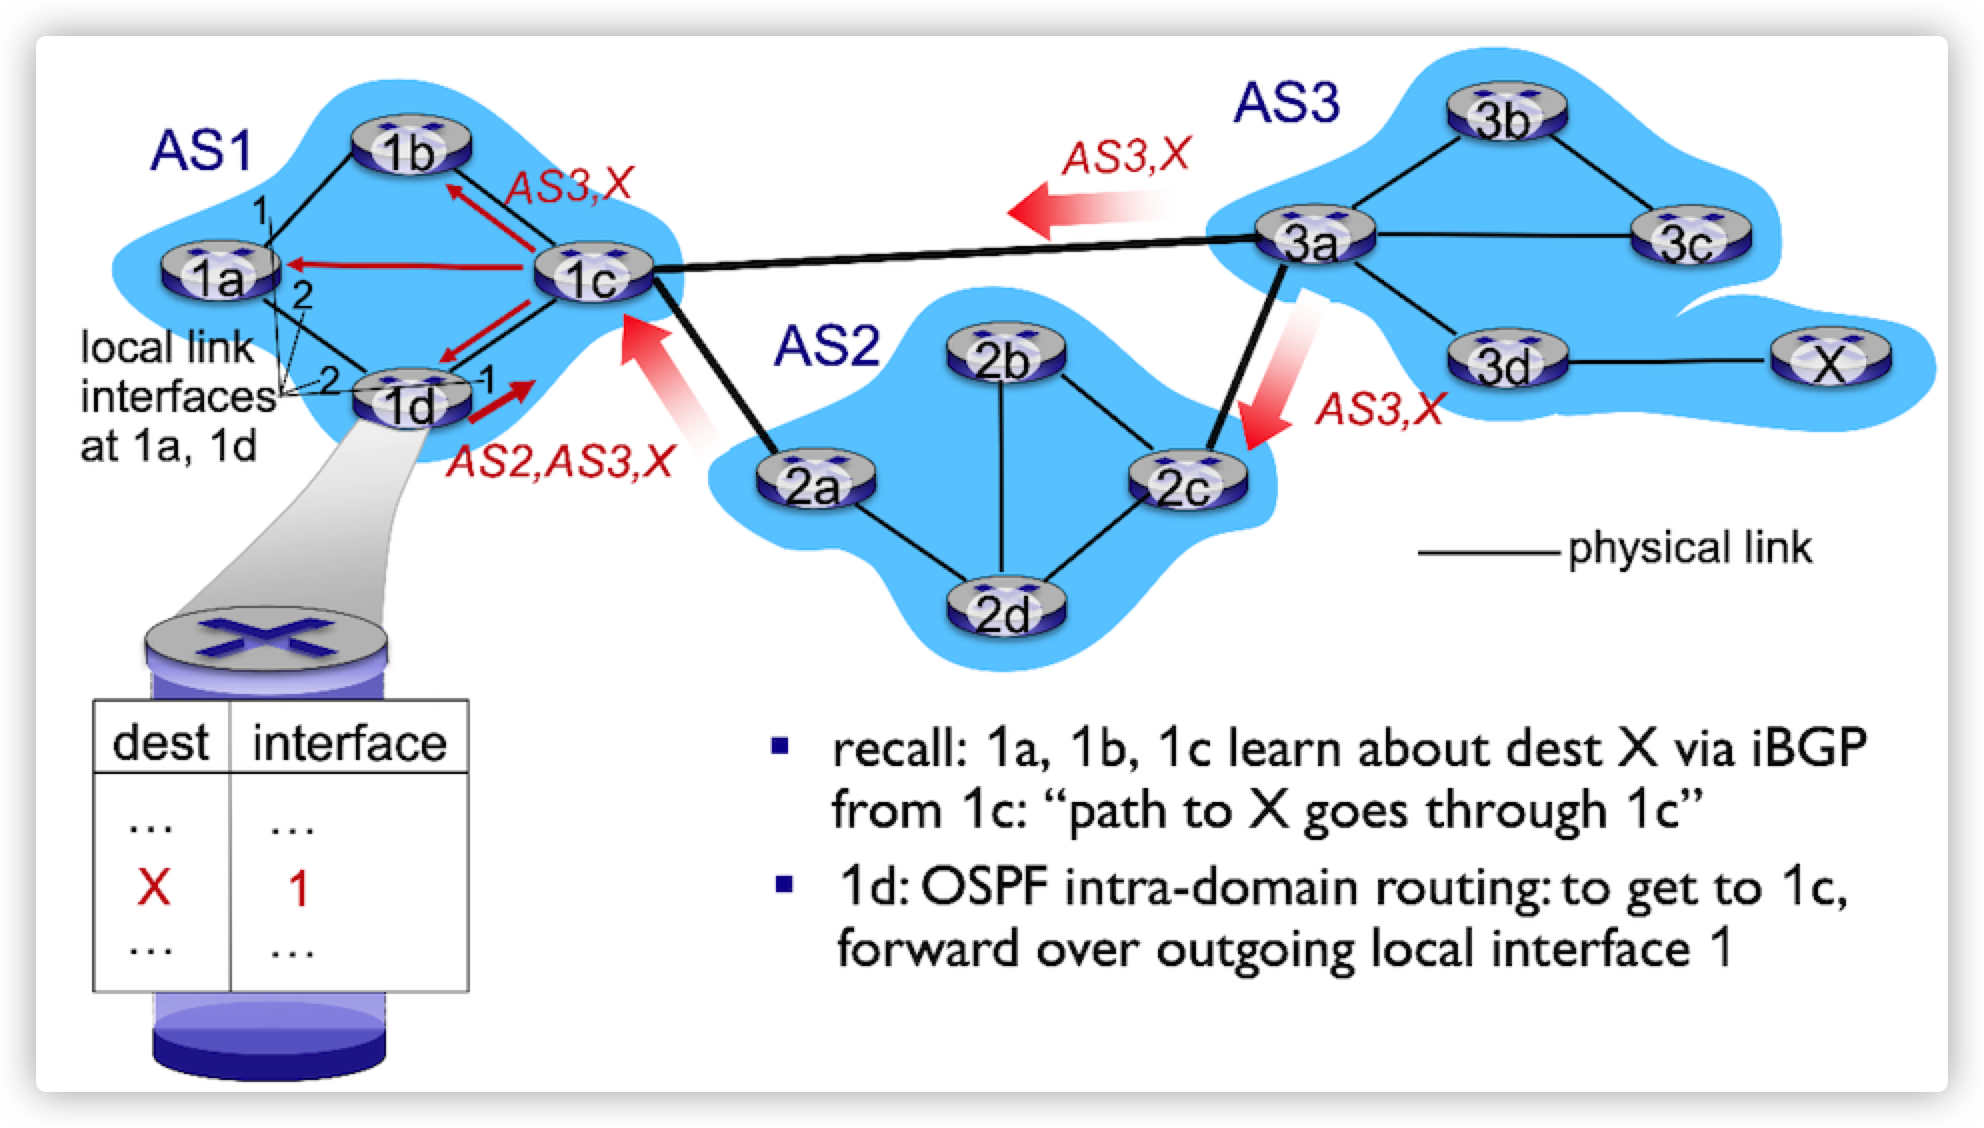 AS1
1b
AS3,X
1
1a
1c
2
local link
interfaces
at 1a, 1d
2
1d
1
AS2,AS3,X
AS3,X
AS3
3b
3a
3c
3d
X
AS3,X
AS2
2b
2a
2c
2d
physical link
dest interface
... ...
X 1
... ...
▪ recall: 1a, 1b, 1c learn about dest X via iBGP
from 1c: “path to X goes through 1c”
▪ 1d: OSPF intra-domain routing: to get to 1c,
forward over outgoing local interface 1